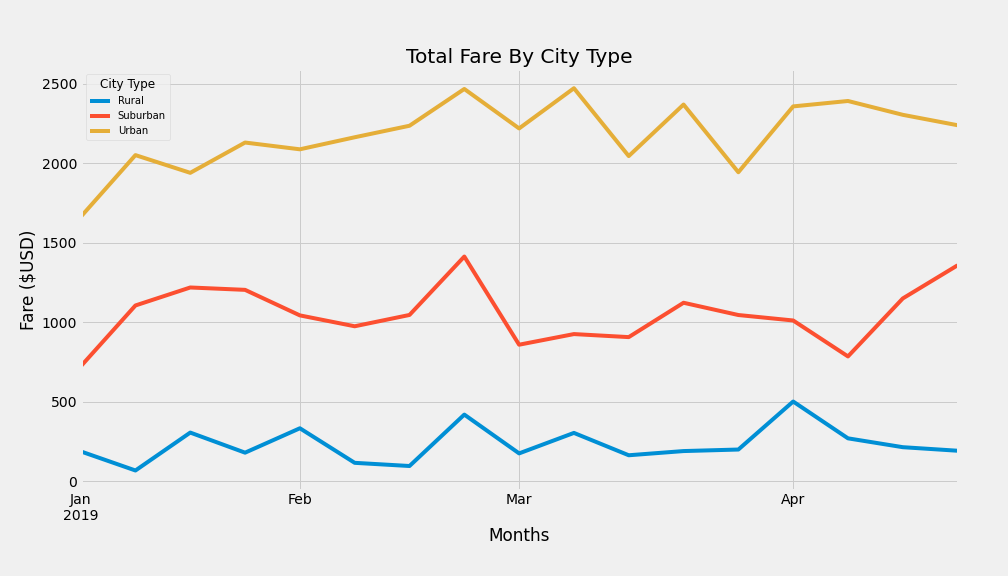 Total Fare By City Type
City Type
Rural
Suburban
Urban
Fare ($USD)
2500
2000
1500
1000
500
0
Jan Feb Mar Apr
2019
Months